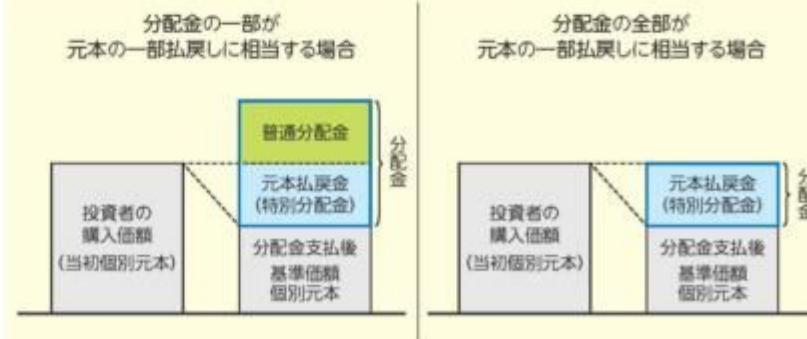 分配金の一部が
元本の一部払戻しに相当する場合
普通分配金
元本払戻金
(特別分配金)
分配金
投資者の
購入価額
(当初個別元本)
分配金支払後
基準価額
個別元本
分配金の全部が
元本の一部払戻しに相当する場合
元本払戻金
(特別分配金)
分配金
投資者の
購入価額
(当初個別元本)
分配金支払後
基準価額
個別元本